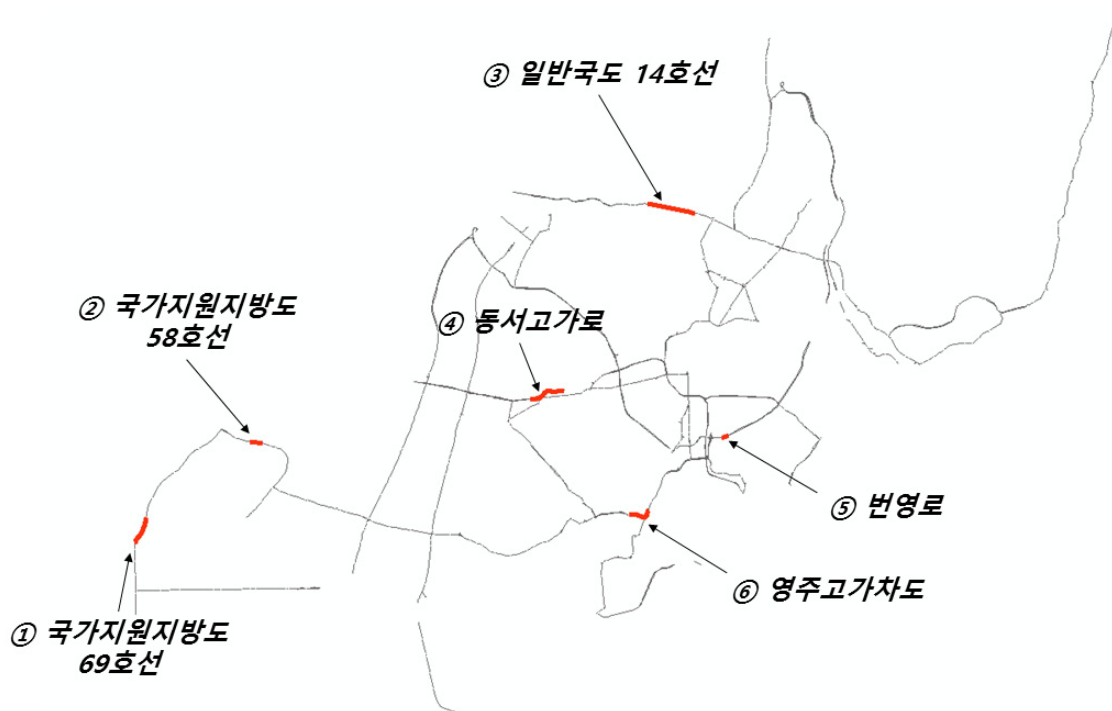 ③ 일반국도 14호선
② 국가지원지방도
58호선
④ 동서고가로
⑤ 번영로
⑥ 영주고가차도
① 국가지원지방도
69호선